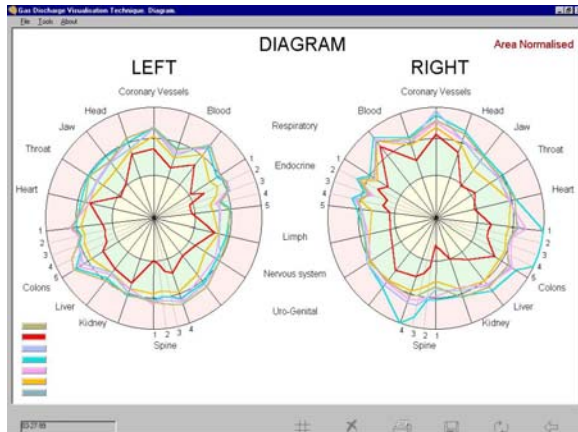 Gas Discharge Visualisation Technique. Diagram.
File Tools About
DIAGRAM
Area Normalised
LEFT
RIGHT
Coronary Vessels
Head
Blood
Jaw
Throat
Heart
1
2
3
4
5
Colons
Liver
Kidney
Spine
1 2 3 4
Respiratory
1
2
3
4
5
Endocrine
Limph
Nervous system
Uro-Genital
Coronary Vessels
Blood
Head
Jaw
Throat
Heart
1
2
3
4
5
1
2
3
4
5
Colons
Liver
Kidney
Spine
4 3 2 1